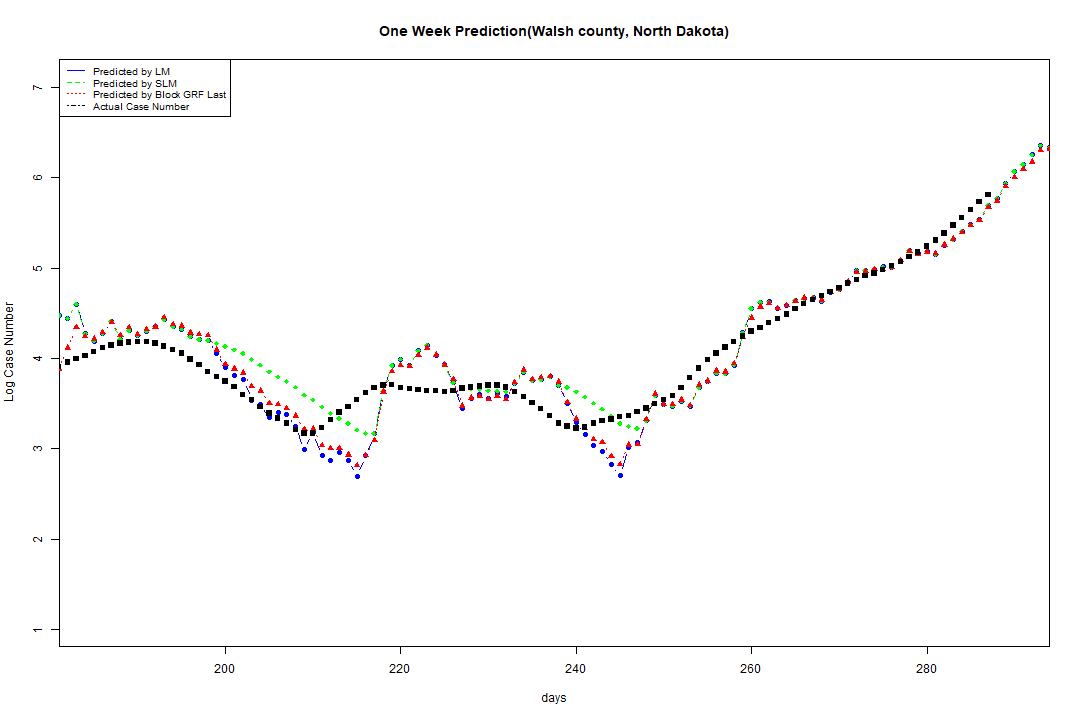 One Week Prediction(Walsh county, North Dakota)
Predicted by LM
Predicted by SLM
Predicted by Block GRF Last
Actual Case Number
7
6
5
4
3
2
1
Log Case Number
200 220 240 260 280
days